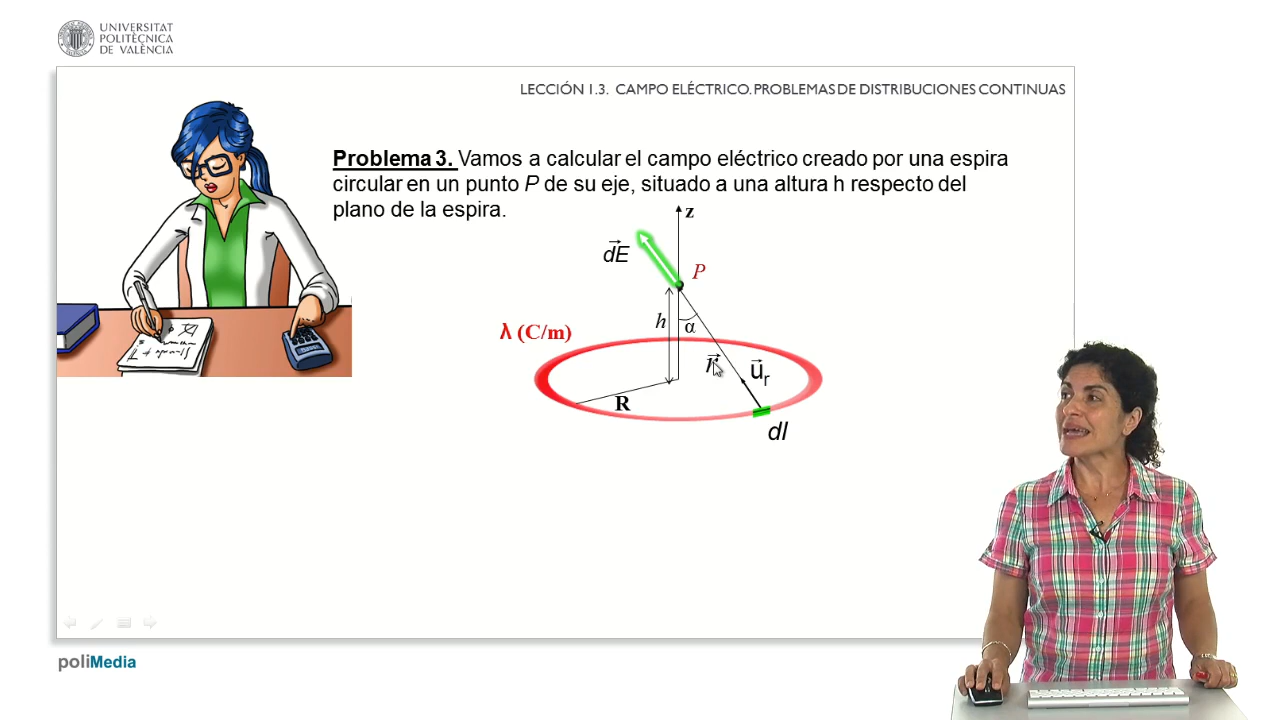 UNIVERSITAT
POLITÈCNICA
DE VALÈNCIA
LECCIÓN 1.3. CAMPO ELÉCTRICO. PROBLEMAS DE DISTRIBUCIONES CONTINUAS
Problema 3. Vamos a calcular el campo eléctrico creado por una espira
circular en un punto P de su eje, situado a una altura h respecto del
plano de la espira.
z
dE
P
h
α
λ (C/m)
r
u_r
R
dl
poliMedia